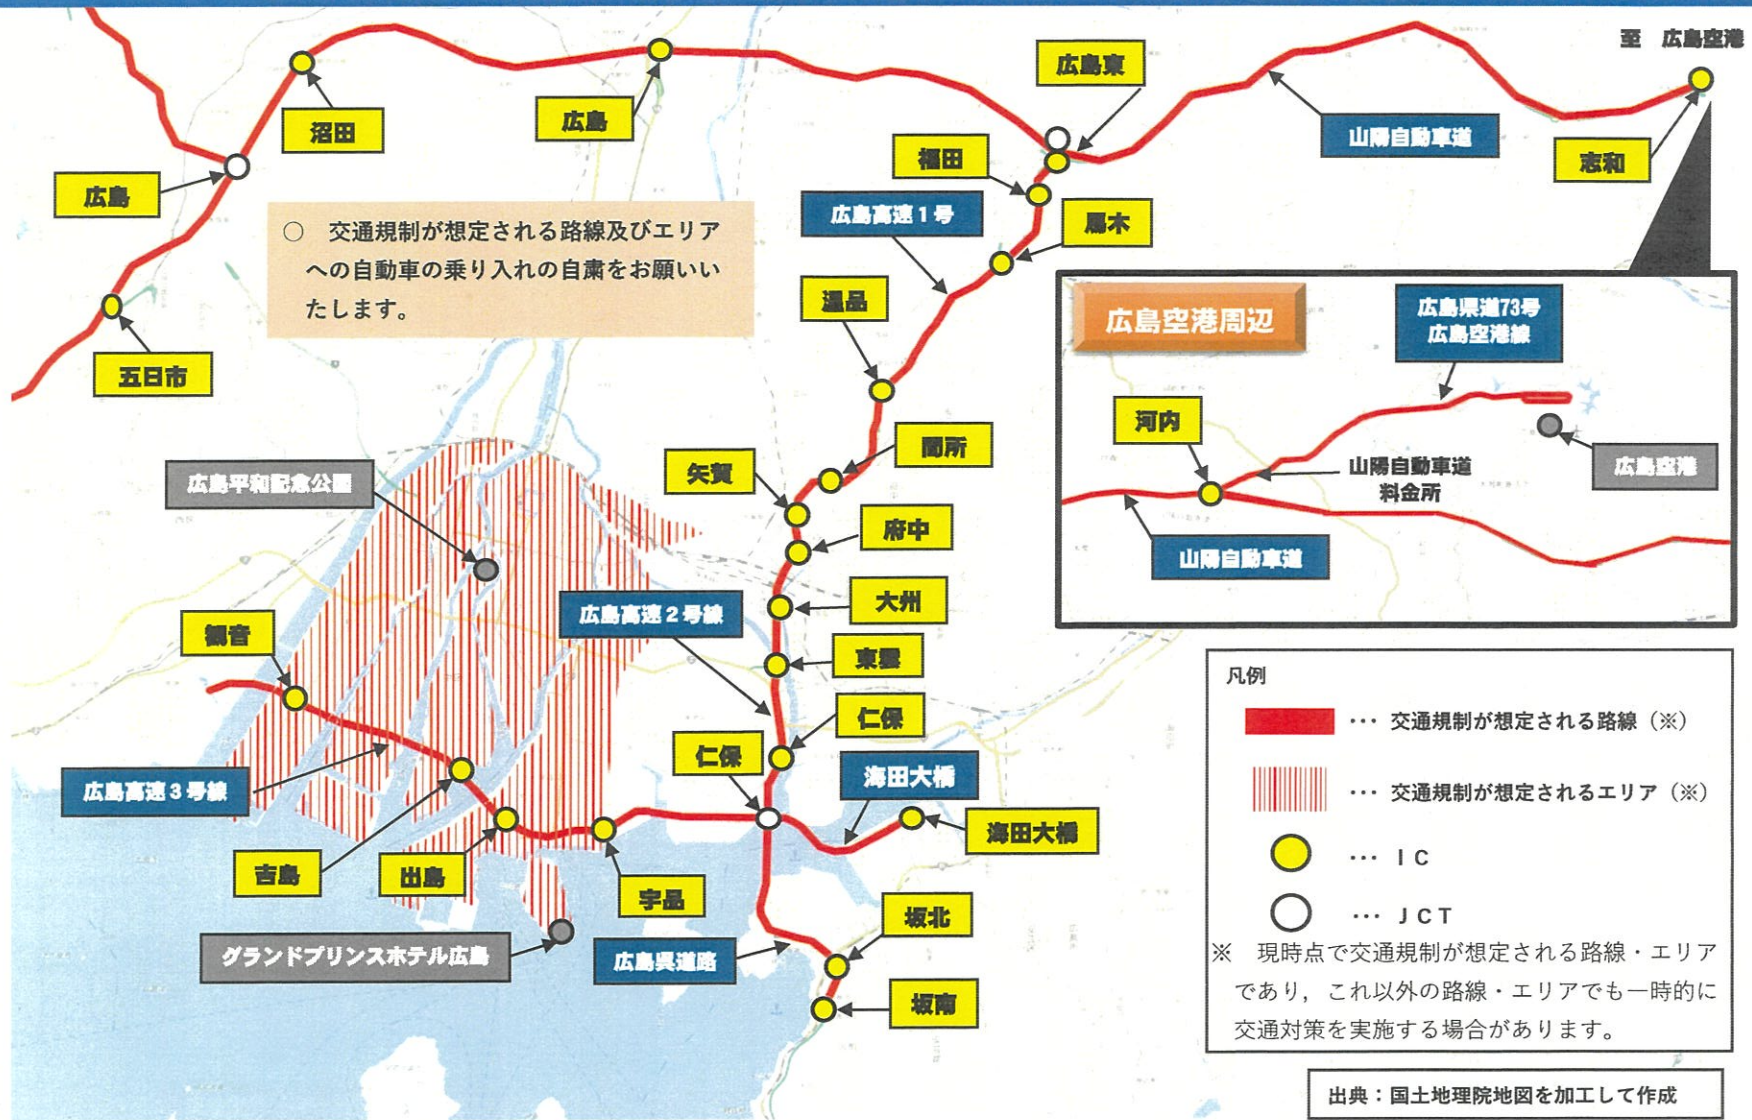 至 広島空港
広島東
沼田
広島
山陽自動車道
福田
志和
広島
広島高速1号
馬木
○ 交通規制が想定される路線及びエリア
への自動車の乗り入れの自粛をお願いい
たします。
温品
五日市
広島空港周辺
広島県道73号
広島空港線
河内
広島空港
山陽自動車道
料金所
山陽自動車道
間所
矢賀
広島平和記念公園
府中
大州
広島高速2号線
観音
東雲
仁保
仁保
海田大橋
広島高速3号線
海田大橋
吉島
出島
宇品
坂北
グランドプリンスホテル広島
広島呉道路
坂南
凡例
… 交通規制が想定される路線（※）
… 交通規制が想定されるエリア（※）
… IC
… JCT
※ 現時点で交通規制が想定される路線・エリア
であり，これ以外の路線・エリアでも一時的に
交通対策を実施する場合があります。
出典：国土地理院地図を加工して作成